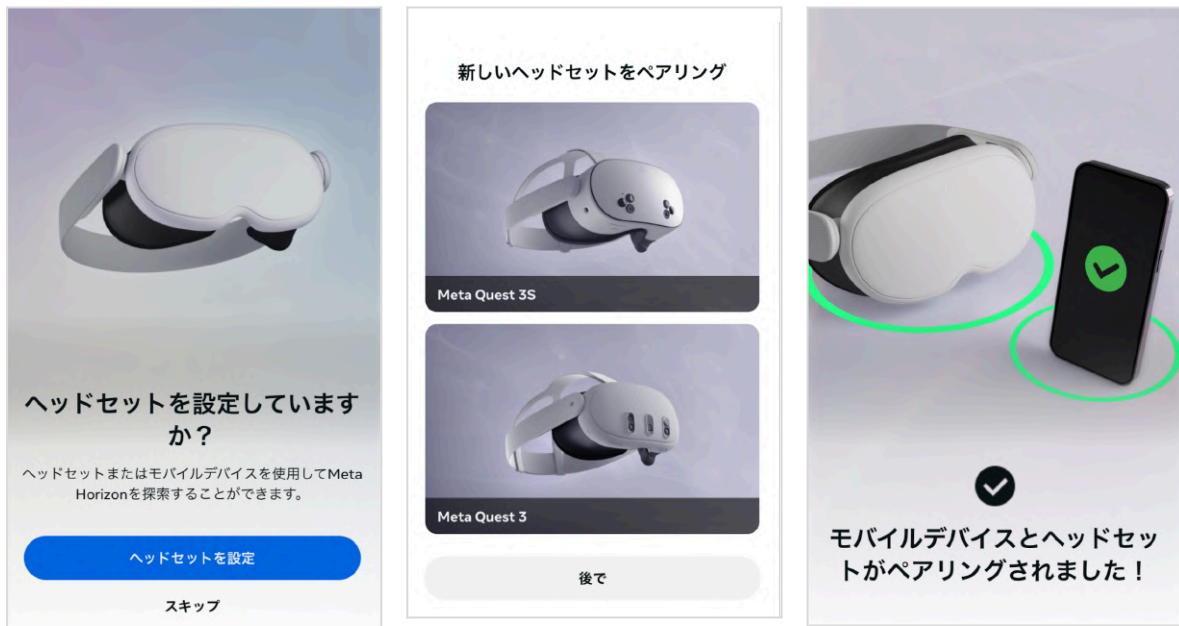 ヘッドセットを設定しています
か？
ヘッドセットまたはモバイルデバイスを使用してMeta
Horizonを探索することができます。
ヘッドセットを設定
スキップ
新しいヘッドセットをペアリング
Meta Quest 3S
Meta Quest 3
後で
モバイルデバイスとヘッドセッ
トがペアリングされました！